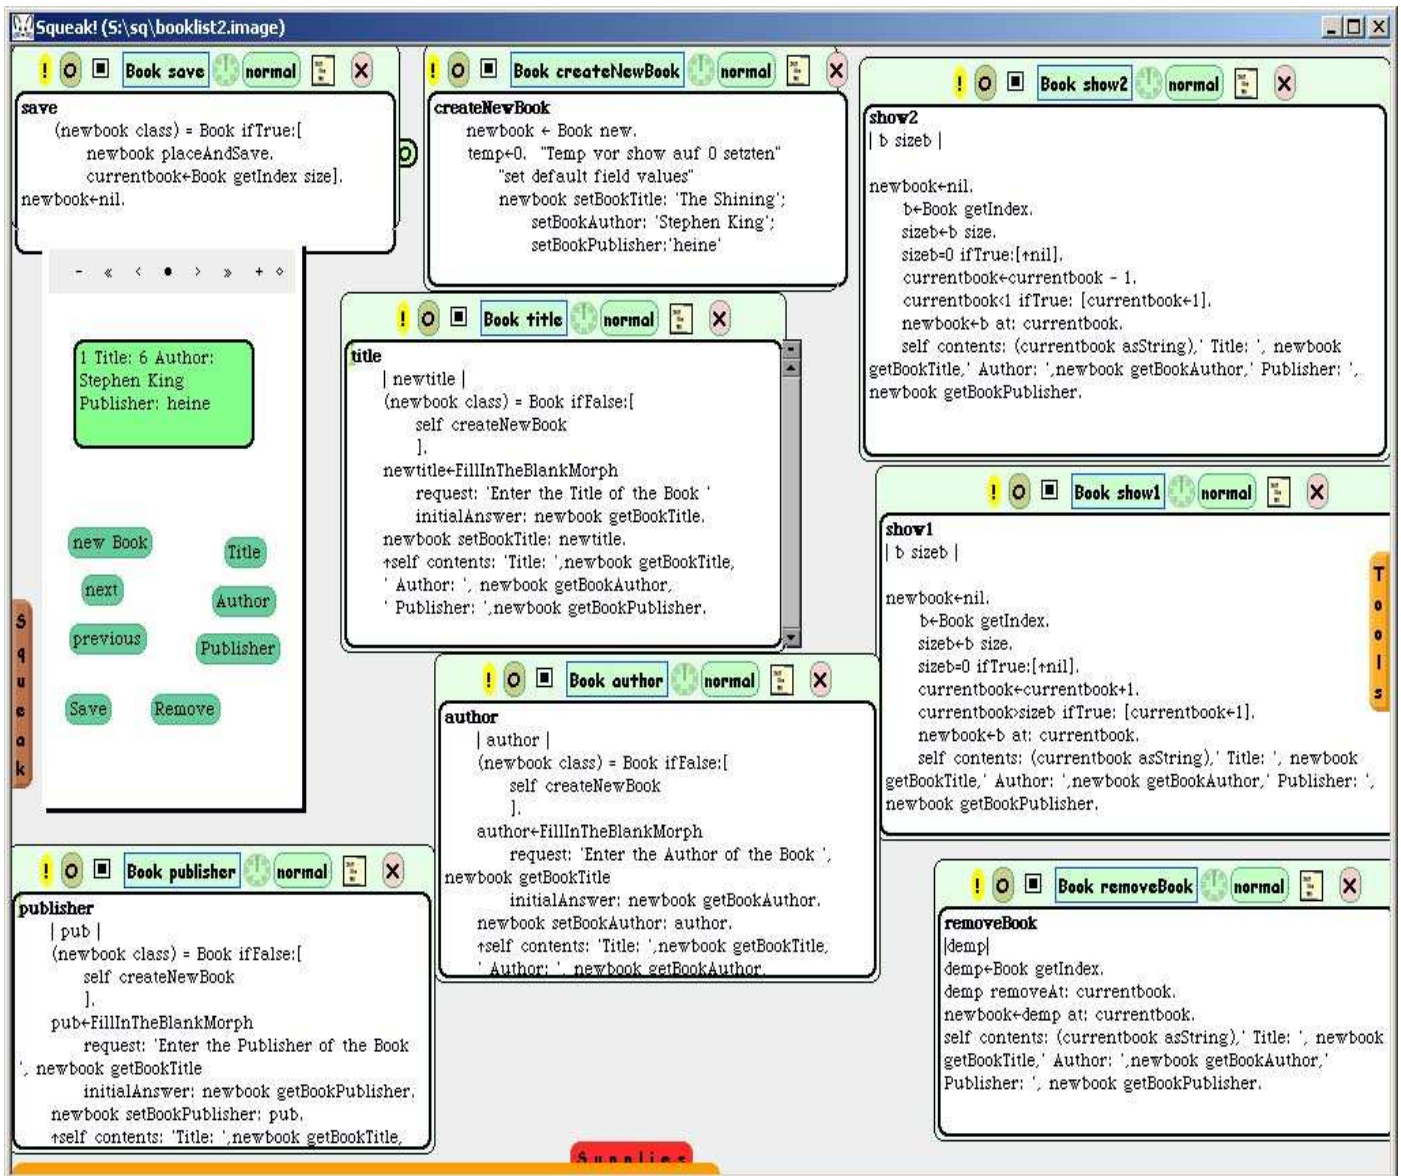 Squeak! (S:\sq\booklist2.image)
! O Book save normal X
save
(newbook class) = Book ifTrue:[
newbook placeAndSave.
currentbook←Book getIndex size].
newbook←nil.
! O Book createNewBook normal X
createNewBook
newbook ← Book new.
temp←0. "Temp vor show auf 0 setzten"
"set default field values"
newbook setBookTitle: 'The Shining';
setBookAuthor: 'Stephen King';
setBookPublisher:'heine'
! O Book show2 normal X
show2
| b sizeb |
newbook←nil.
b←Book getIndex.
sizeb←b size.
sizeb=0 ifTrue:[↑nil].
currentbook←currentbook - 1.
currentbook<1 ifTrue: [currentbook←1].
newbook←b at: currentbook.
self contents: (currentbook asString),' Title: ', newbook
getBookTitle,' Author: ',newbook getBookAuthor,' Publisher: ',
newbook getBookPublisher.
- « < ● > » + ◇
1 Title: 6 Author:
Stephen King
Publisher: heine
new Book
Title
next
Author
previous
Publisher
Save
Remove
Squeak
! O Book title normal X
title
| newtitle |
(newbook class) = Book ifFalse:[
self createNewBook
].
newtitle←FillInTheBlankMorph
request: 'Enter the Title of the Book '
initialAnswer: newbook getBookTitle.
newbook setBookTitle: newtitle.
↑self contents: 'Title: ',newbook getBookTitle,
' Author: ', newbook getBookAuthor,
' Publisher: ',newbook getBookPublisher.
! O Book show1 normal X
show1
| b sizeb |
newbook←nil.
b←Book getIndex.
sizeb←b size.
sizeb=0 ifTrue:[↑nil].
currentbook←currentbook+1.
currentbook>sizeb ifTrue: [currentbook←1].
newbook←b at: currentbook.
self contents: (currentbook asString),' Title: ', newbook
getBookTitle,' Author: ',newbook getBookAuthor,' Publisher: ',
newbook getBookPublisher.
Tools
! O Book author normal X
author
| author |
(newbook class) = Book ifFalse:[
self createNewBook
].
author←FillInTheBlankMorph
request: 'Enter the Author of the Book ',
newbook getBookTitle
initialAnswer: newbook getBookAuthor.
newbook setBookAuthor: author.
↑self contents: 'Title: ',newbook getBookTitle,
' Author: ', newbook getBookAuthor,
! O Book publisher normal X
publisher
| pub |
(newbook class) = Book ifFalse:[
self createNewBook
].
pub←FillInTheBlankMorph
request: 'Enter the Publisher of the Book
', newbook getBookTitle
initialAnswer: newbook getBookPublisher.
newbook setBookPublisher: pub.
↑self contents: 'Title: ',newbook getBookTitle,
! O Book removeBook normal X
removeBook
|demp|
demp←Book getIndex.
demp removeAt: currentbook.
newbook←demp at: currentbook.
self contents: (currentbook asString),' Title: ', newbook
getBookTitle,' Author: ',newbook getBookAuthor,'
Publisher: ', newbook getBookPublisher.
Supplies